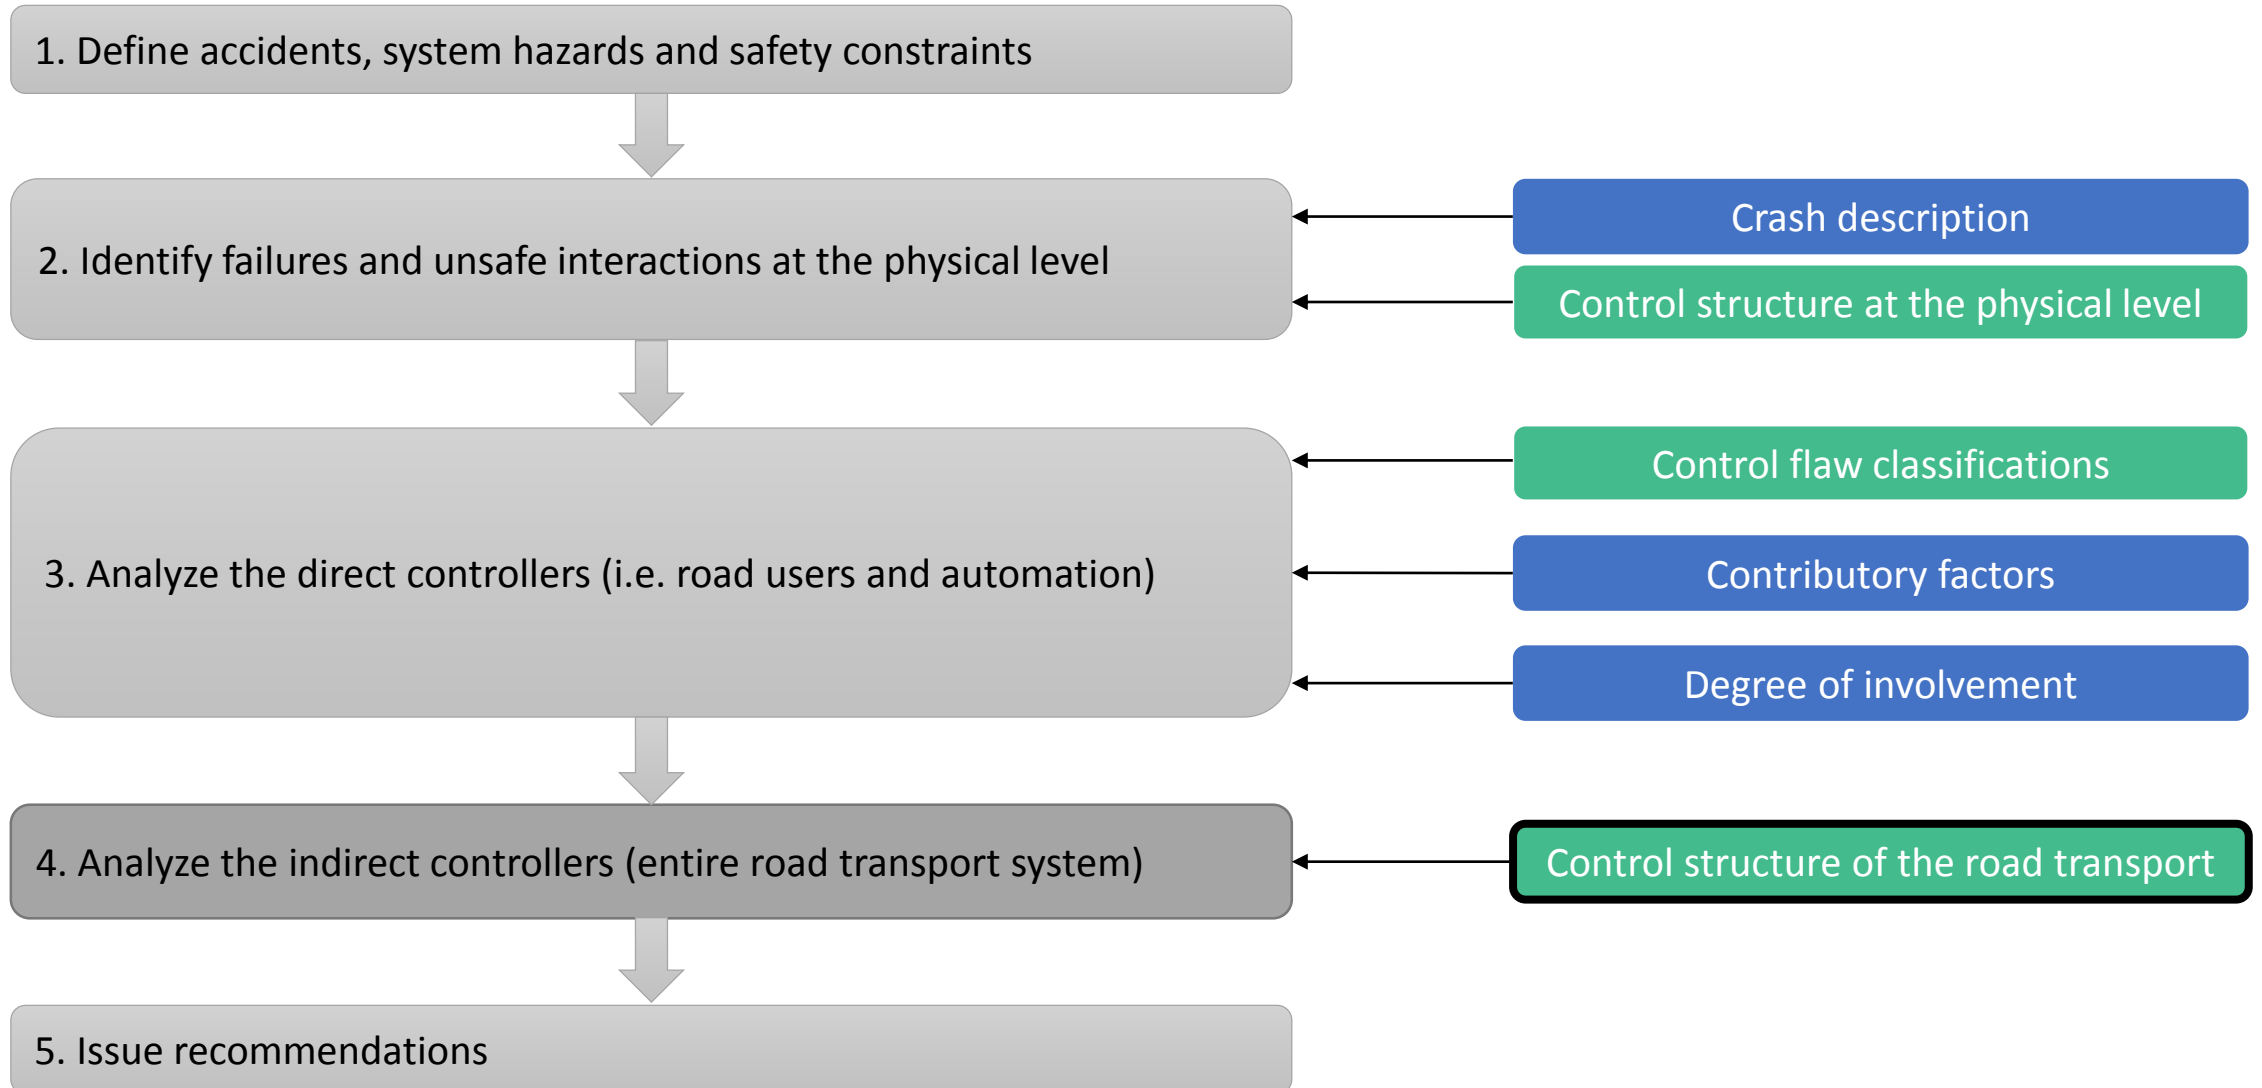 1. Define accidents, system hazards and safety constraints
2. Identify failures and unsafe interactions at the physical level
Crash description
Control structure at the physical level
3. Analyze the direct controllers (i.e. road users and automation)
Control flaw classifications
Contributory factors
Degree of involvement
4. Analyze the indirect controllers (entire road transport system)
Control structure of the road transport
5. Issue recommendations